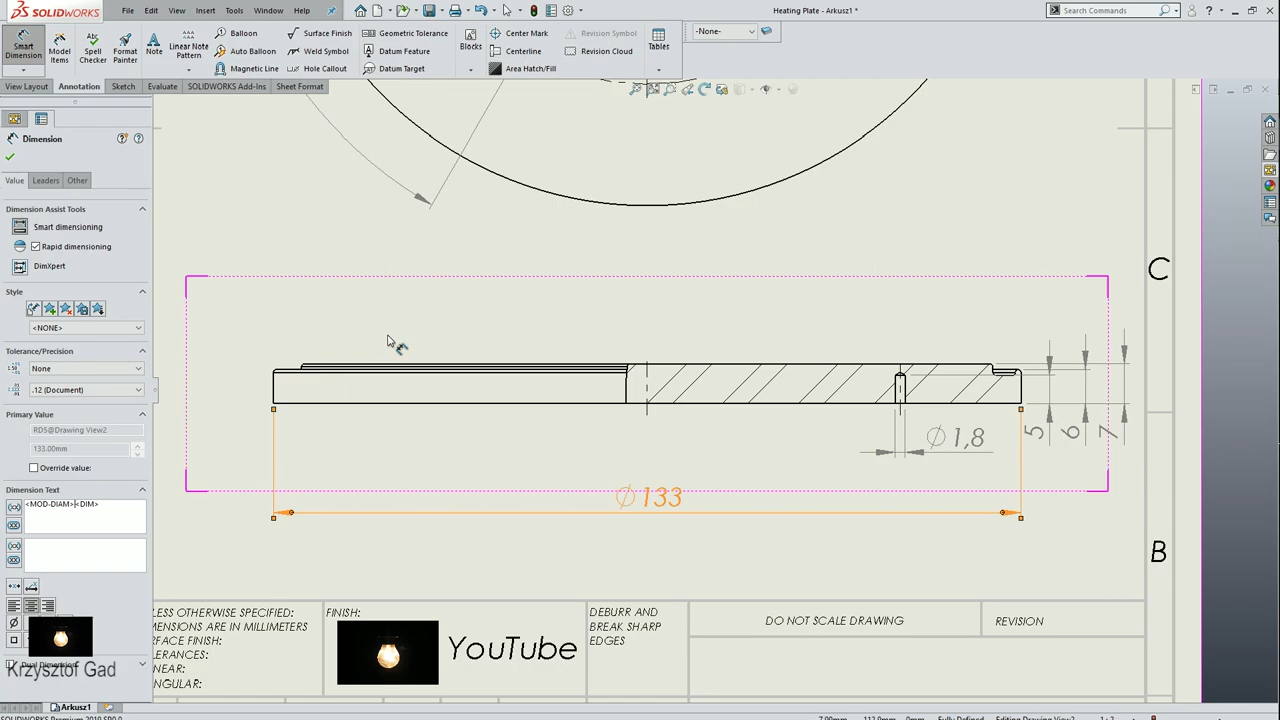 SOLIDWORKS
File Edit View Insert Tools Window Help
Heating Plate - Arkusz1 *
Search Commands
Smart Dimension
Model Items
Spell Checker
Format Painter
Note
Linear Note Pattern
Balloon
Auto Balloon
Magnetic Line
Surface Finish
Weld Symbol
Hole Callout
Geometric Tolerance
Datum Feature
Datum Target
Blocks
Center Mark
Centerline
Area Hatch/Fill
Revision Symbol
Revision Cloud
Tables
-None-
View Layout Annotation Sketch Evaluate SOLIDWORKS Add-Ins Sheet Format
Dimension
Value Leaders Other
Dimension Assist Tools
Smart dimensioning
Rapid dimensioning
DimXpert
Style
<NONE>
Tolerance/Precision
None
.12 (Document)
Primary Value
RD5@Drawing View2
133.00mm
Override value:
Dimension Text
<MOD-DIAM><DIM>
Dual Dimension
Krzysztof Gad
C
∅1,8
5
6
7
∅133
B
LESS OTHERWISE SPECIFIED:
MENSIONS ARE IN MILLIMETERS
RFACE FINISH:
LERANCES:
NEAR:
NGULAR:
FINISH:
YouTube
DEBURR AND
BREAK SHARP
EDGES
DO NOT SCALE DRAWING
REVISION
Arkusz1
SOLIDWORKS Premium 2019 SP0.0
Fully Defined
Editing Drawing View2
1 : 2